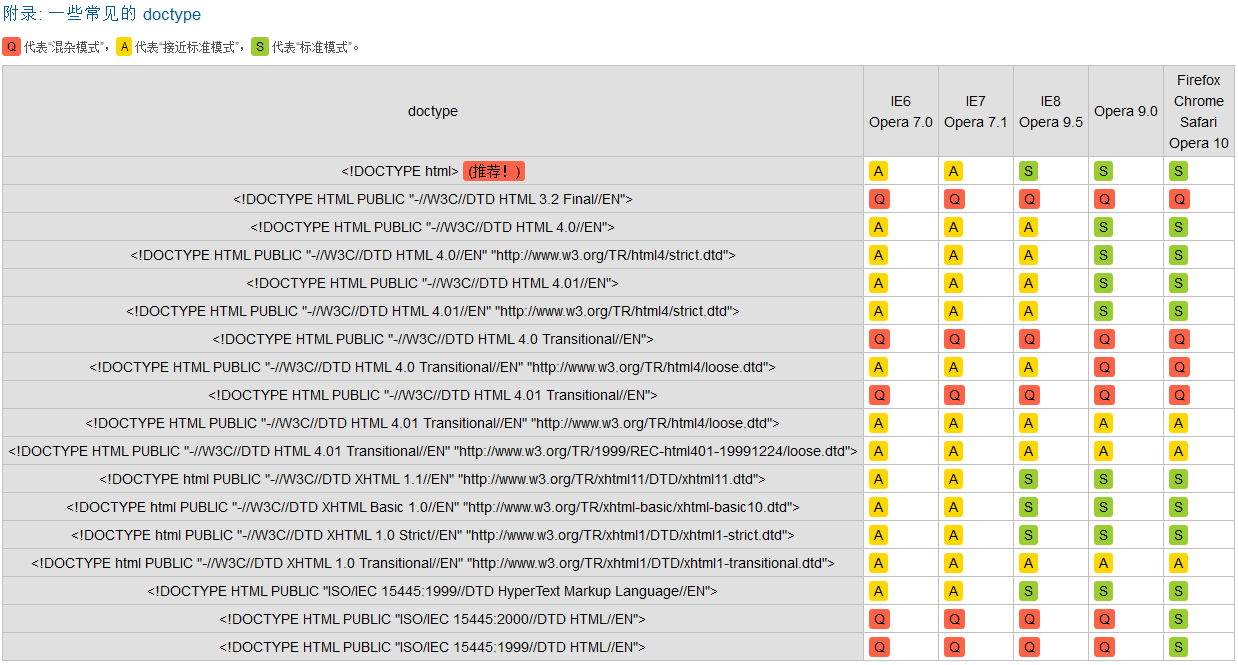 附录: 一些常见的 doctype
Q 代表“混杂模式”，A 代表“接近标准模式”，S 代表“标准模式”。
doctype IE6 Opera 7.0 IE7 Opera 7.1 IE8 Opera 9.5 Opera 9.0 Firefox Chrome Safari Opera 10
<!DOCTYPE html> (推荐！) A A S S S
<!DOCTYPE HTML PUBLIC "-//W3C//DTD HTML 3.2 Final//EN"> Q Q Q Q Q
<!DOCTYPE HTML PUBLIC "-//W3C//DTD HTML 4.0//EN"> A A A S S
<!DOCTYPE HTML PUBLIC "-//W3C//DTD HTML 4.0//EN" "http://www.w3.org/TR/html4/strict.dtd"> A A A S S
<!DOCTYPE HTML PUBLIC "-//W3C//DTD HTML 4.01//EN"> A A A S S
<!DOCTYPE HTML PUBLIC "-//W3C//DTD HTML 4.01//EN" "http://www.w3.org/TR/html4/strict.dtd"> A A A S S
<!DOCTYPE HTML PUBLIC "-//W3C//DTD HTML 4.0 Transitional//EN"> Q Q Q Q Q
<!DOCTYPE HTML PUBLIC "-//W3C//DTD HTML 4.0 Transitional//EN" "http://www.w3.org/TR/html4/loose.dtd"> A A A Q Q
<!DOCTYPE HTML PUBLIC "-//W3C//DTD HTML 4.01 Transitional//EN"> Q Q Q Q Q
<!DOCTYPE HTML PUBLIC "-//W3C//DTD HTML 4.01 Transitional//EN" "http://www.w3.org/TR/html4/loose.dtd"> A A A A A
<!DOCTYPE HTML PUBLIC "-//W3C//DTD HTML 4.01 Transitional//EN" "http://www.w3.org/TR/1999/REC-html401-19991224/loose.dtd"> A A A A A
<!DOCTYPE html PUBLIC "-//W3C//DTD XHTML 1.1//EN" "http://www.w3.org/TR/xhtml11/DTD/xhtml11.dtd"> A A S S S
<!DOCTYPE html PUBLIC "-//W3C//DTD XHTML Basic 1.0//EN" "http://www.w3.org/TR/xhtml-basic/xhtml-basic10.dtd"> A A S S S
<!DOCTYPE html PUBLIC "-//W3C//DTD XHTML 1.0 Strict//EN" "http://www.w3.org/TR/xhtml1/DTD/xhtml1-strict.dtd"> A A S S S
<!DOCTYPE html PUBLIC "-//W3C//DTD XHTML 1.0 Transitional//EN" "http://www.w3.org/TR/xhtml1/DTD/xhtml1-transitional.dtd"> A A A A A
<!DOCTYPE HTML PUBLIC "ISO/IEC 15445:1999//DTD HyperText Markup Language//EN"> A A S S S
<!DOCTYPE HTML PUBLIC "ISO/IEC 15445:2000//DTD HTML//EN"> Q Q Q Q S
<!DOCTYPE HTML PUBLIC "ISO/IEC 15445:1999//DTD HTML//EN"> Q Q Q Q S